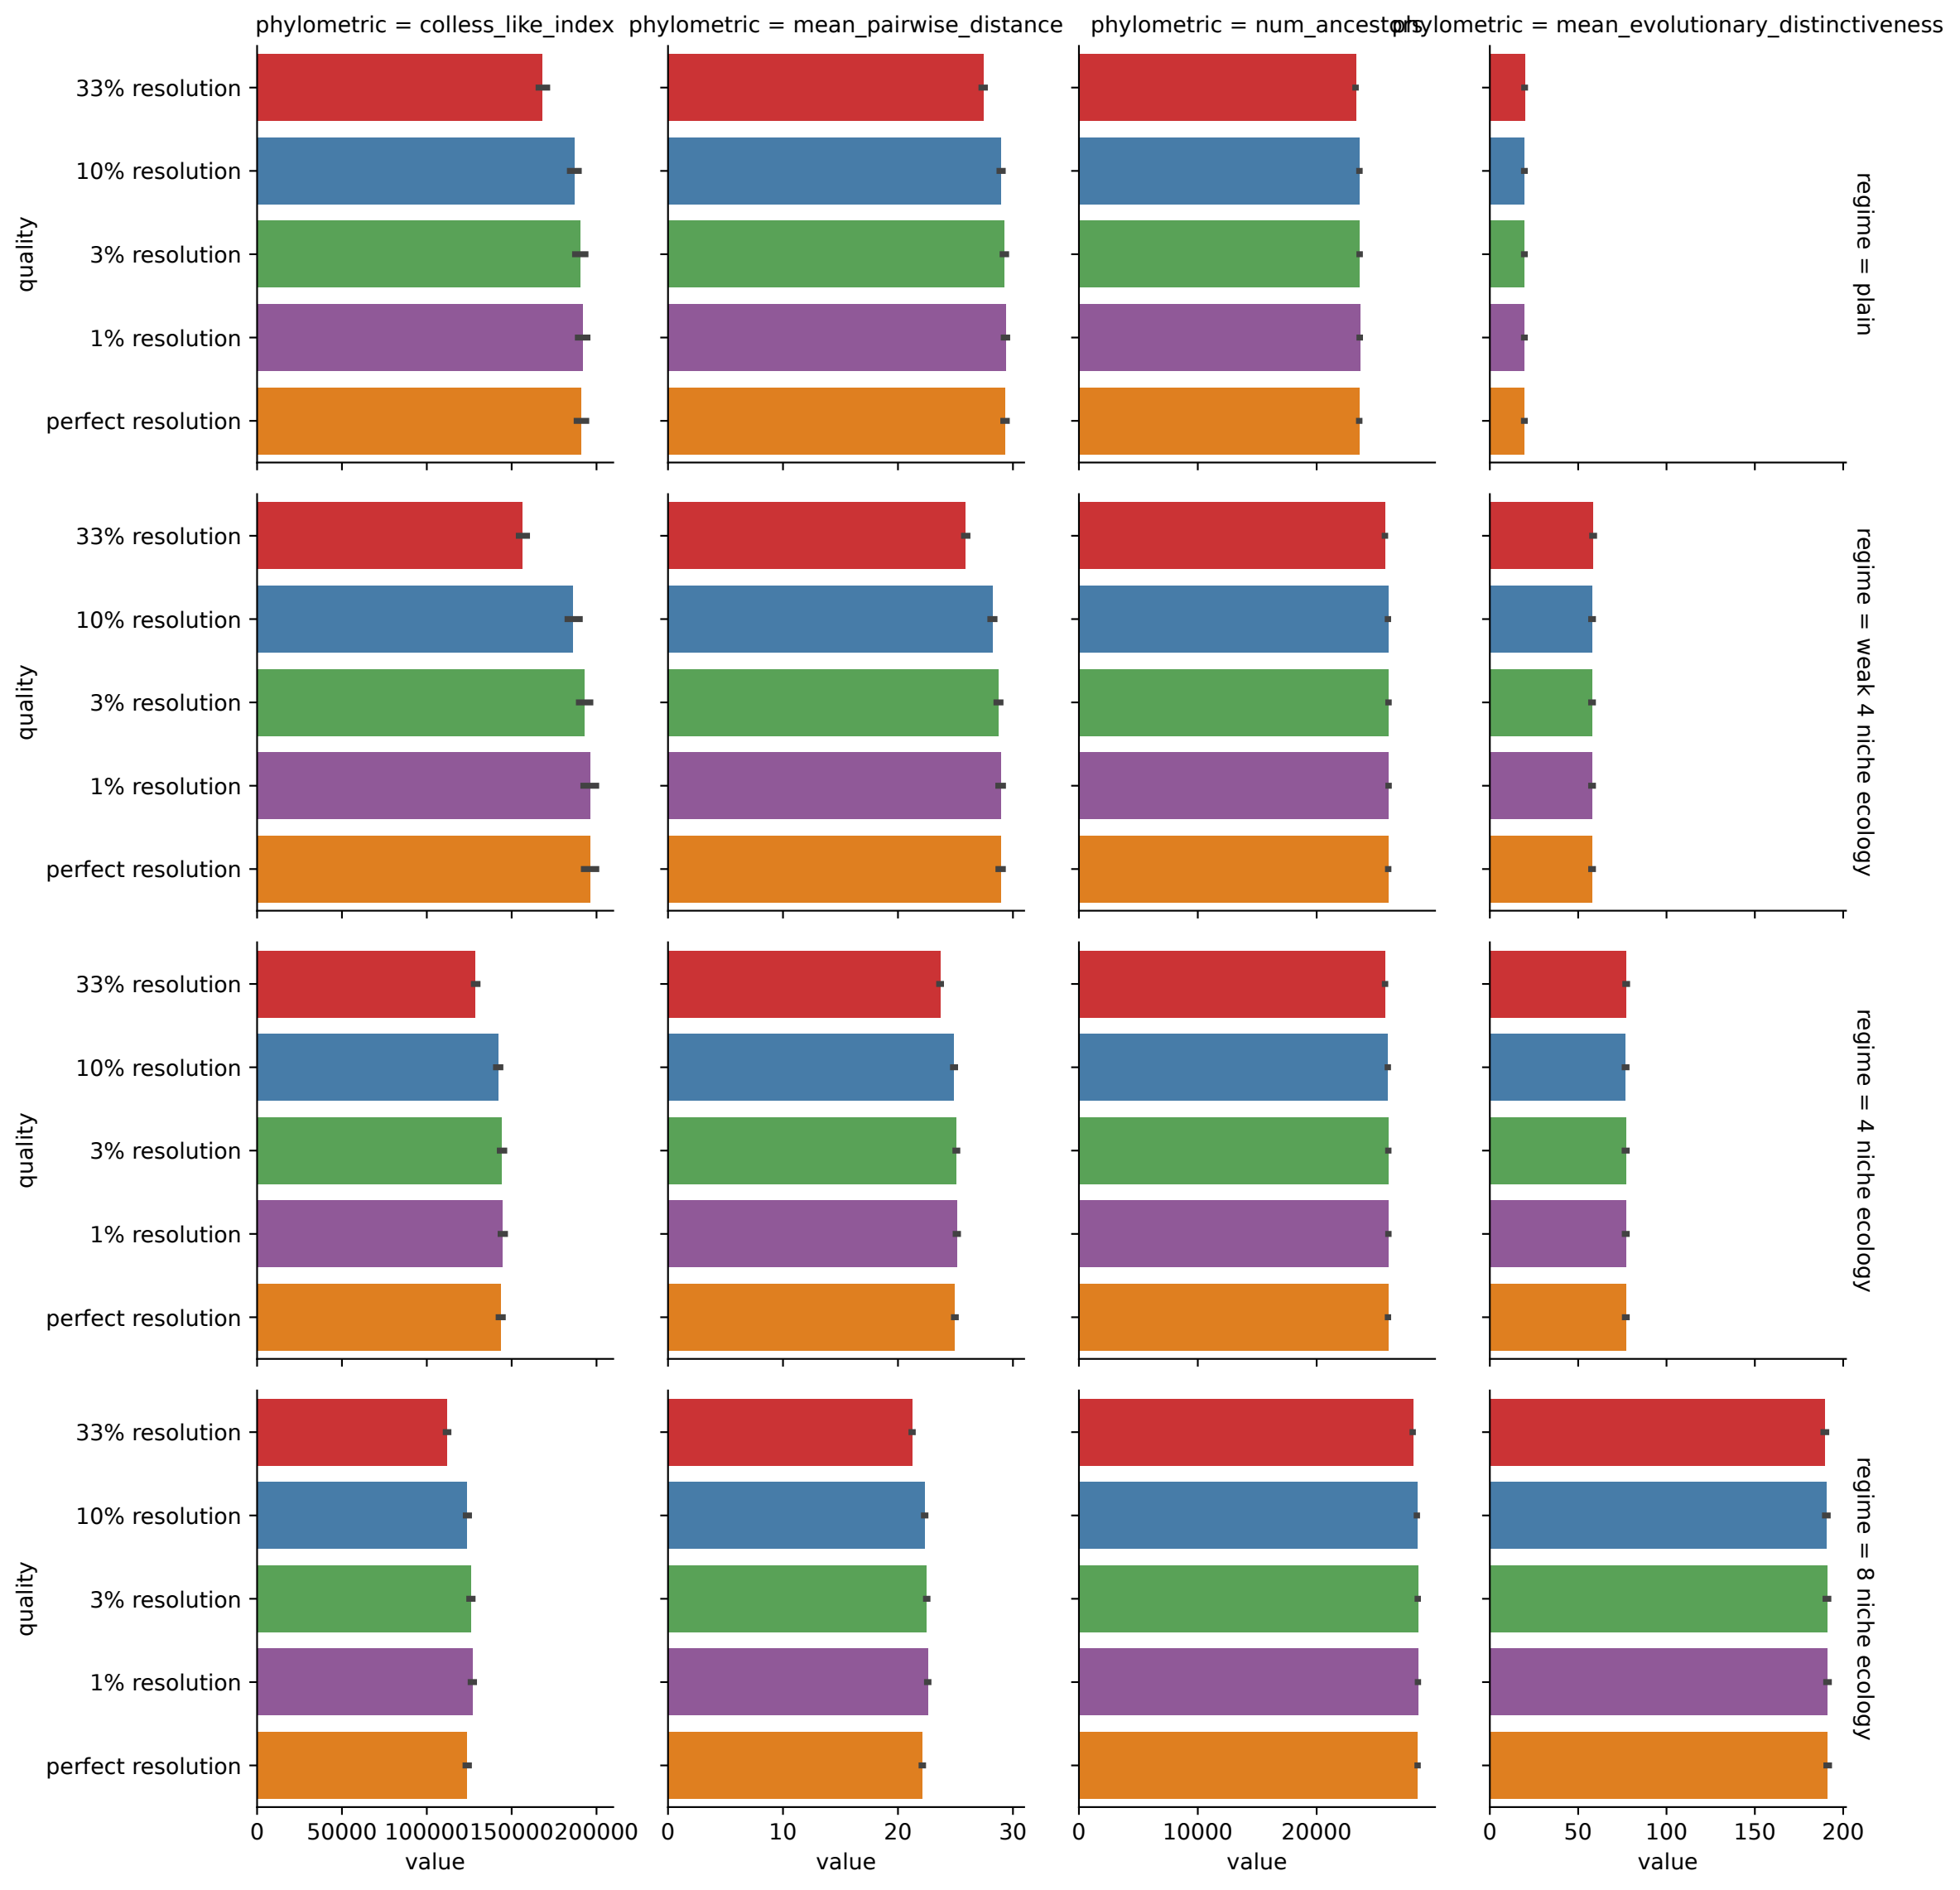 phylometric = colless_like_index
phylometric = mean_pairwise_distance
phylometric = num_ancestors
phylometric = mean_evolutionary_distinctiveness
quality
33% resolution
10% resolution
3% resolution
1% resolution
perfect resolution
regime = plain
quality
33% resolution
10% resolution
3% resolution
1% resolution
perfect resolution
regime = weak 4 niche ecology
quality
33% resolution
10% resolution
3% resolution
1% resolution
perfect resolution
regime = 4 niche ecology
quality
33% resolution
10% resolution
3% resolution
1% resolution
perfect resolution
regime = 8 niche ecology
0 50000 100000 150000 200000
value
0 10 20 30
value
0 10000 20000
value
0 50 100 150 200
value